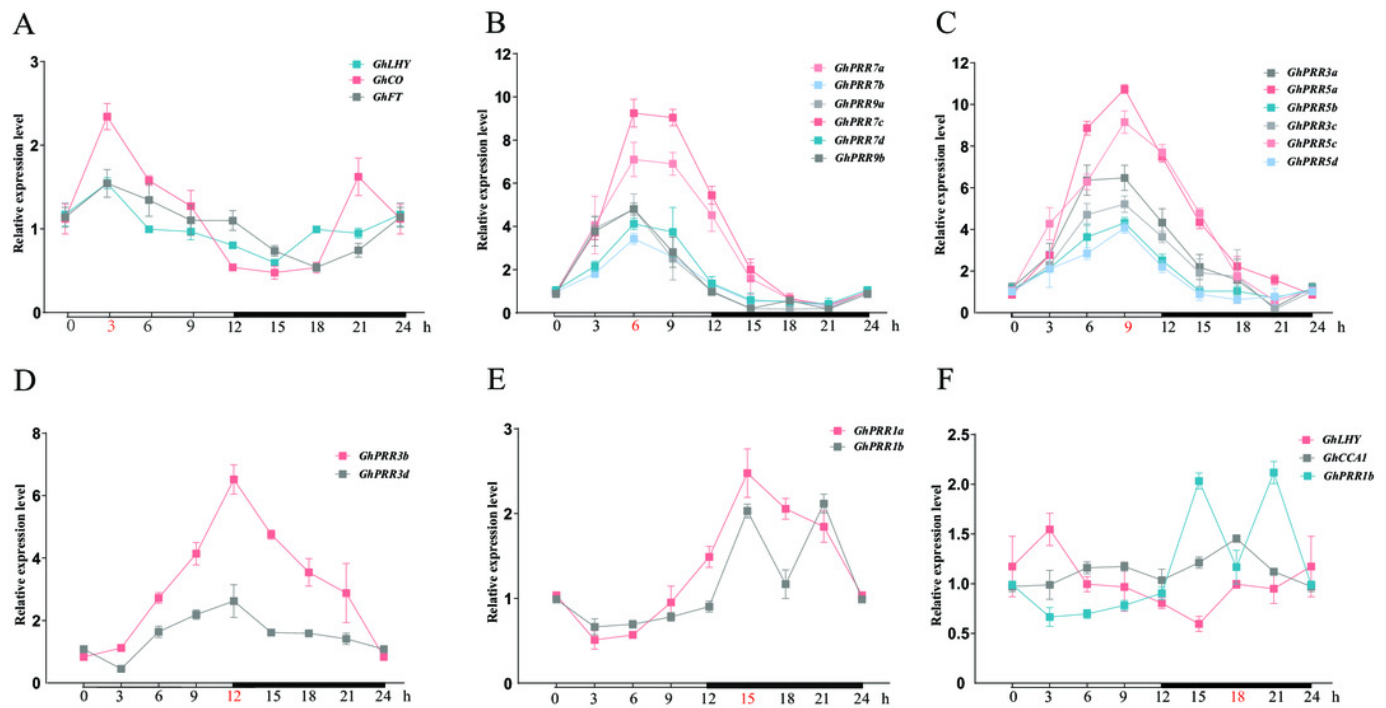 A
Relative expression level
3
2
1
0
GhLHY
GhCO
GhFT
0 3 6 9 12 15 18 21 24 h
B
Relative expression level
12
10
8
6
4
2
0
GhPRR7a
GhPRR7b
GhPRR9a
GhPRR7c
GhPRR7d
GhPRR9b
0 3 6 9 12 15 18 21 24 h
C
Relative expression level
12
10
8
6
4
2
0
GhPRR3a
GhPRR5a
GhPRR5b
GhPRR3c
GhPRR5c
GhPRR5d
0 3 6 9 12 15 18 21 24 h
D
Relative expression level
8
6
4
2
0
GhPRR3b
GhPRR3d
0 3 6 9 12 15 18 21 24 h
E
Relative expression level
3
2
1
0
GhPRR1a
GhPRR1b
0 3 6 9 12 15 18 21 24 h
F
Relative expression level
2.5
2.0
1.5
1.0
0.5
0
GhLHY
GhCCA1
GhPRR1b
0 3 6 9 12 15 18 21 24 h